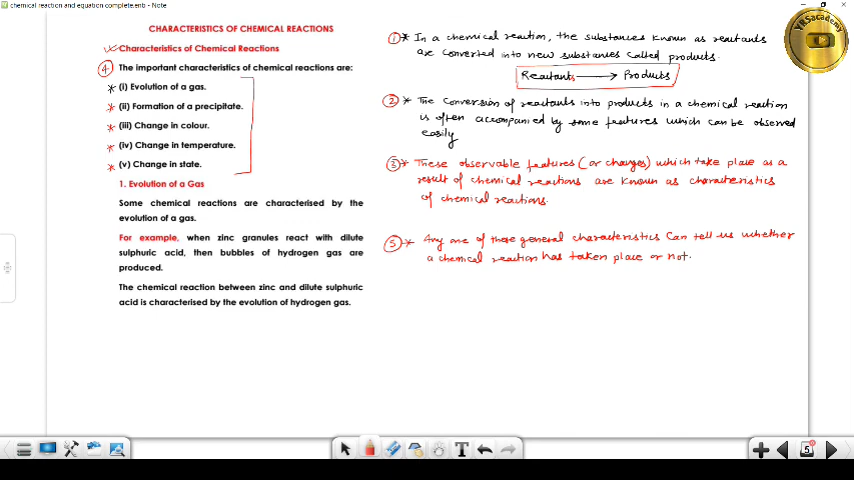 chemical reaction and equation complete.enb - Note
YRSacademy
CHARACTERISTICS OF CHEMICAL REACTIONS
Characteristics of Chemical Reactions
4 The important characteristics of chemical reactions are:
* (i) Evolution of a gas.
* (ii) Formation of a precipitate.
* (iii) Change in colour.
* (iv) Change in temperature.
* (v) Change in state.
1. Evolution of a Gas
Some chemical reactions are characterised by the
evolution of a gas.
For example, when zinc granules react with dilute
sulphuric acid, then bubbles of hydrogen gas are
produced.
The chemical reaction between zinc and dilute sulphuric
acid is characterised by the evolution of hydrogen gas.
1 * In a chemical reaction, the substances known as reactants
are converted into new substances called products.
Reactants → Products
2 * The conversion of reactants into products in a chemical reaction
is often accompanied by some features which can be observed
easily
3 * These observable features (or changes) which take place as a
result of chemical reactions are known as characteristics
of chemical reactions.
5 * Any one of these general characteristics can tell us whether
a chemical reaction has taken place or not.
T
5